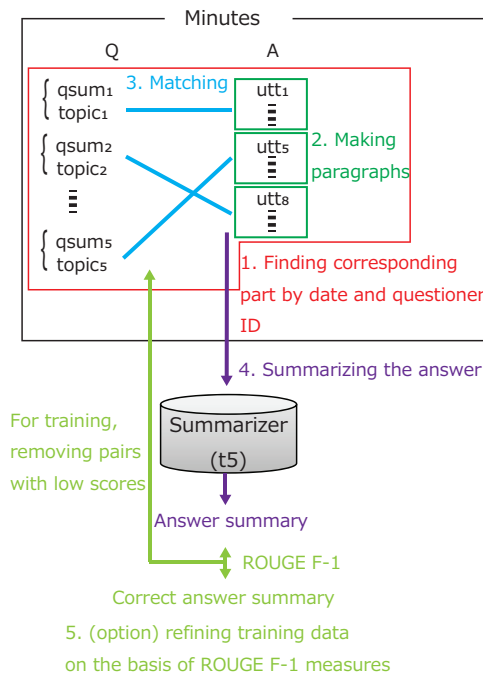 Minutes
Q
A
qsum₁
topic₁
3. Matching
utt₁
qsum₂
topic₂
utt₅
2. Making
paragraphs
utt₈
qsum₅
topic₅
1. Finding corresponding
part by date and questioner
ID
4. Summarizing the answer
For training,
removing pairs
with low scores
Summarizer
(t5)
Answer summary
ROUGE F-1
Correct answer summary
5. (option) refining training data
on the basis of ROUGE F-1 measures